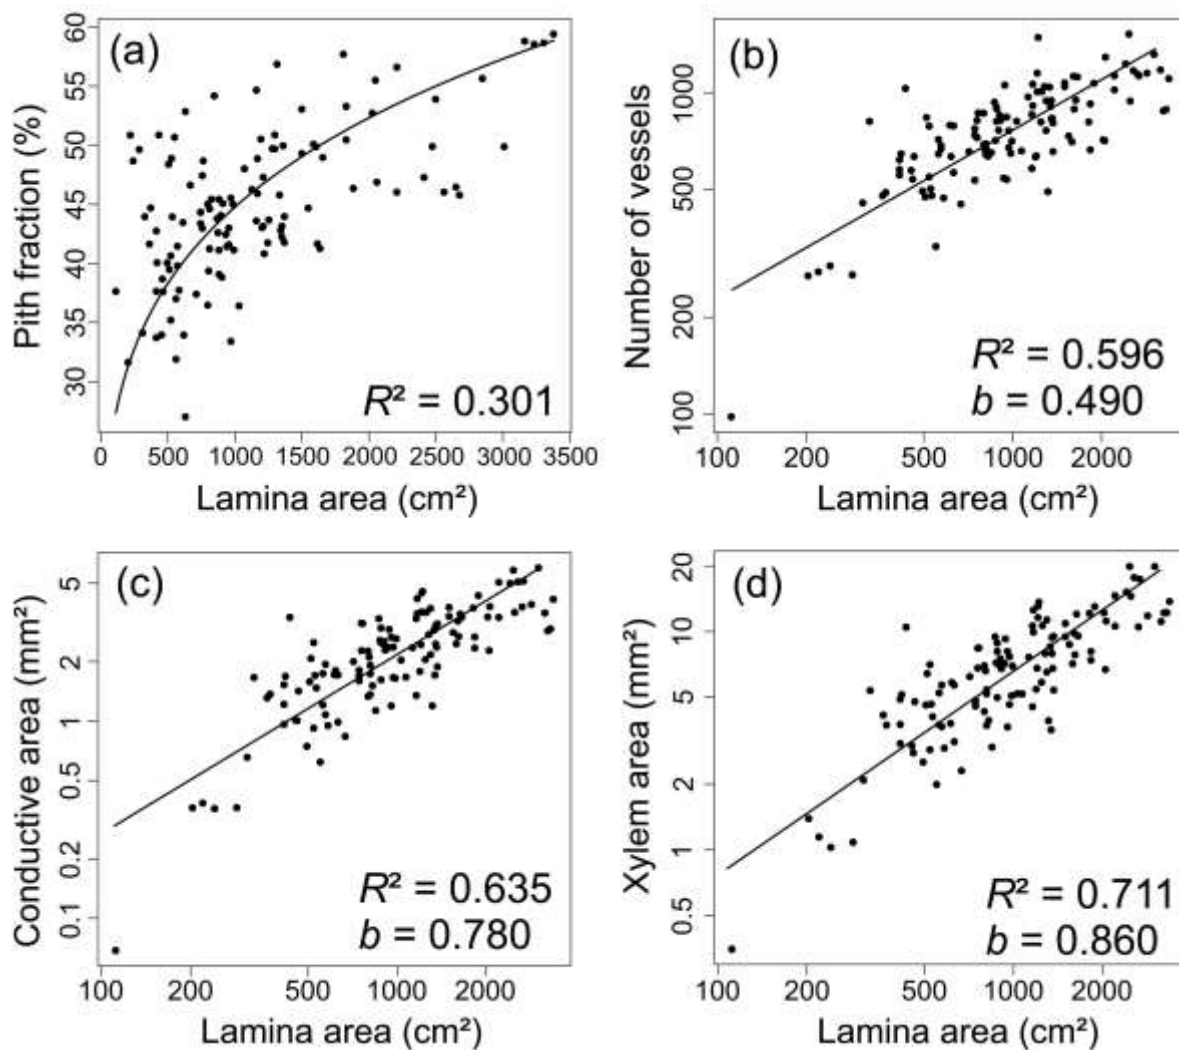 (a)
Pith fraction (%)
60
55
50
45
40
35
30
R² = 0.301
0 500 1000 1500 2000 2500 3000 3500
Lamina area (cm²)
(b)
Number of vessels
1000
500
200
100
R² = 0.596
b = 0.490
100 200 500 1000 2000
Lamina area (cm²)
(c)
Conductive area (mm²)
5
2
1
0.5
0.2
0.1
R² = 0.635
b = 0.780
100 200 500 1000 2000
Lamina area (cm²)
(d)
Xylem area (mm²)
20
10
5
2
1
0.5
R² = 0.711
b = 0.860
100 200 500 1000 2000
Lamina area (cm²)